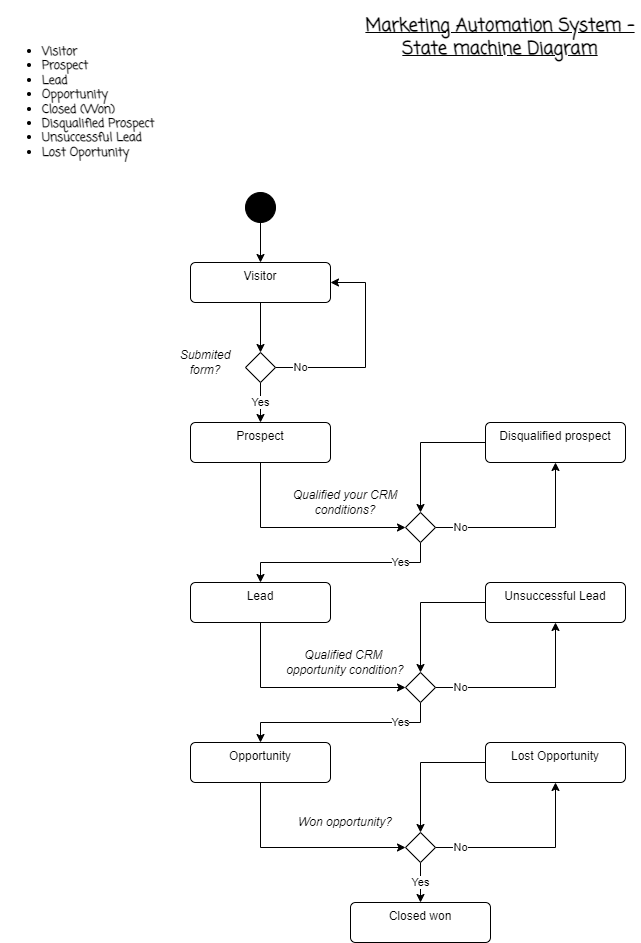 Marketing Automation System -
State machine Diagram
Visitor
Prospect
Lead
Opportunity
Closed (Won)
Disqualified Prospect
Unsuccessful Lead
Lost Oportunity
Visitor
Submited
form?
No
Yes
Prospect
Disqualified prospect
Qualified your CRM
conditions?
No
Yes
Lead
Unsuccessful Lead
Qualified CRM
opportunity condition?
No
Yes
Opportunity
Lost Opportunity
Won opportunity?
No
Yes
Closed won